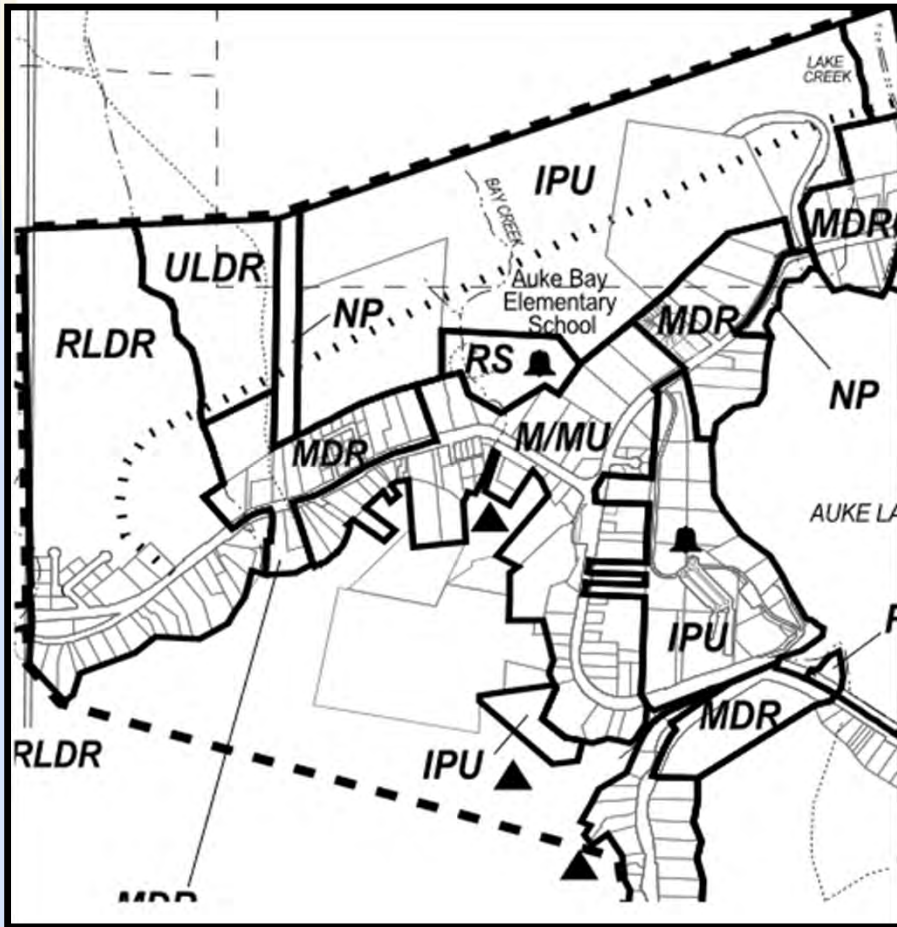 LAKE
CREEK
IPU
BAY CREEK
MDR
ULDR
Auke Bay
Elementary
School
NP
MDR
RLDR
RS
NP
M/MU
MDR
AUKE LA
IPU
MDR
RLDR
IPU